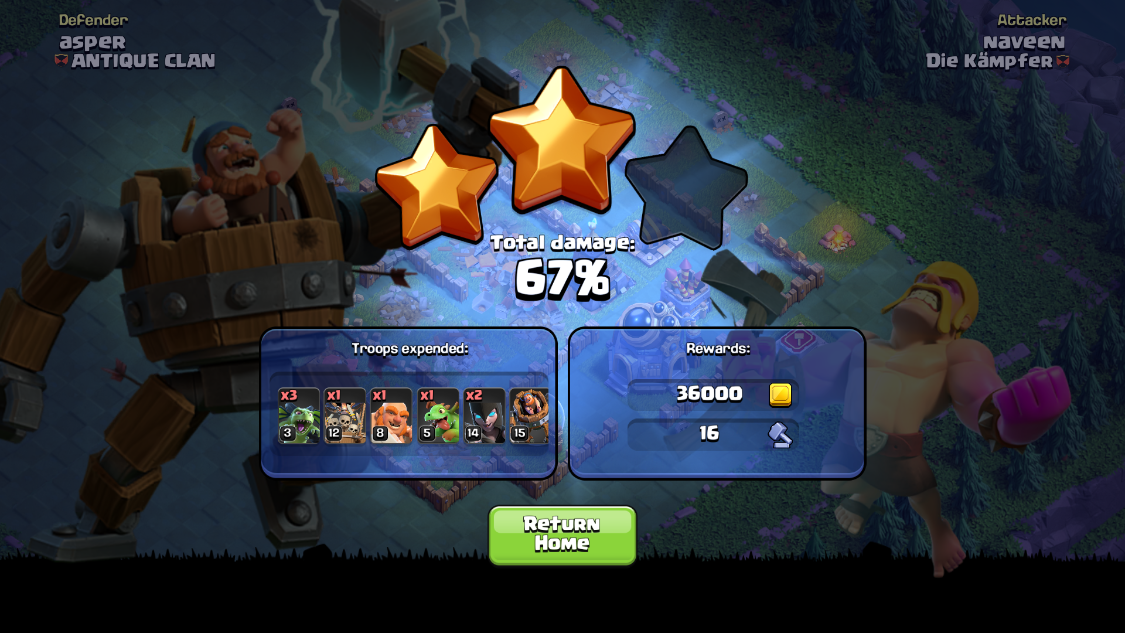 Defender
asper
ANTIQUE CLAN
Attacker
naveen
Die Kämpfer
Total damage:
67%
Troops expended:
x3 x1 x1 x1 x2
3 12 8 5 14 15
Rewards:
36000
16
Return
Home